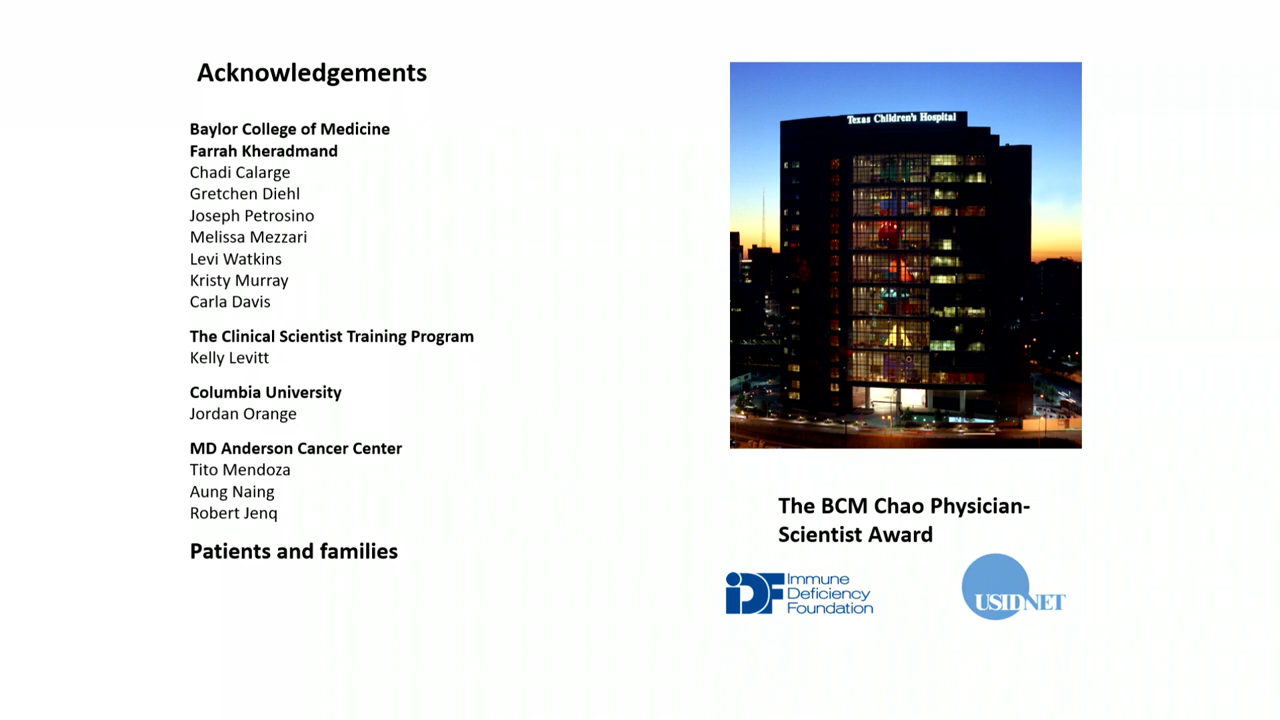 Acknowledgements
Baylor College of Medicine
Farrah Kheradmand
Chadi Calarge
Gretchen Diehl
Joseph Petrosino
Melissa Mezzari
Levi Watkins
Kristy Murray
Carla Davis
The Clinical Scientist Training Program
Kelly Levitt
Columbia University
Jordan Orange
MD Anderson Cancer Center
Tito Mendoza
Aung Naing
Robert Jenq
Patients and families
Texas Children's Hospital
The BCM Chao Physician-
Scientist Award
IDF Immune
Deficiency
Foundation
USIDNET